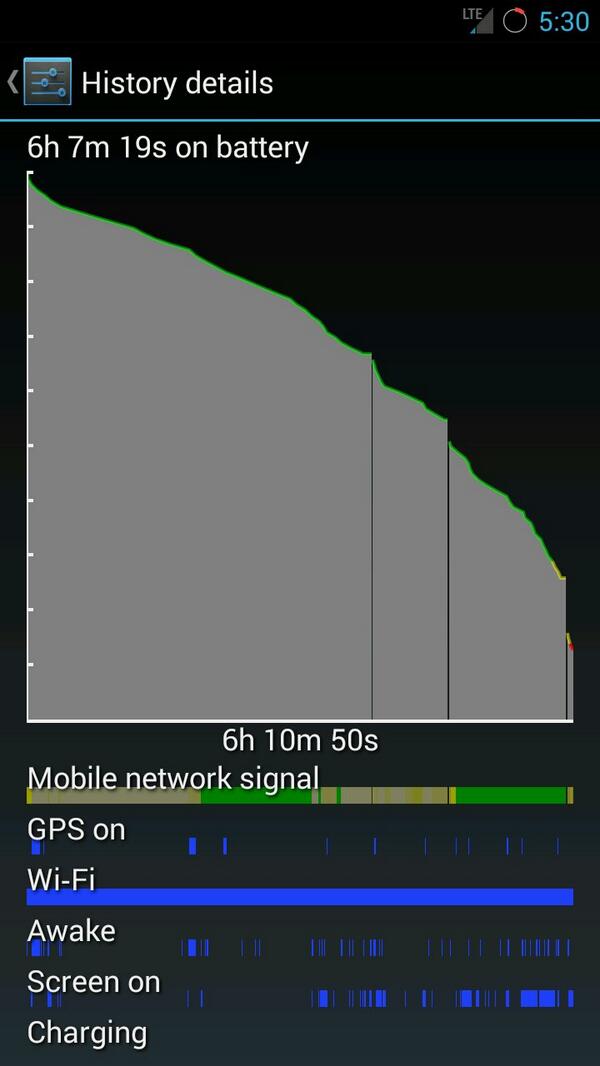 LTE 5:30
History details
6h 7m 19s on battery
6h 10m 50s
Mobile network signal
GPS on
Wi-Fi
Awake
Screen on
Charging